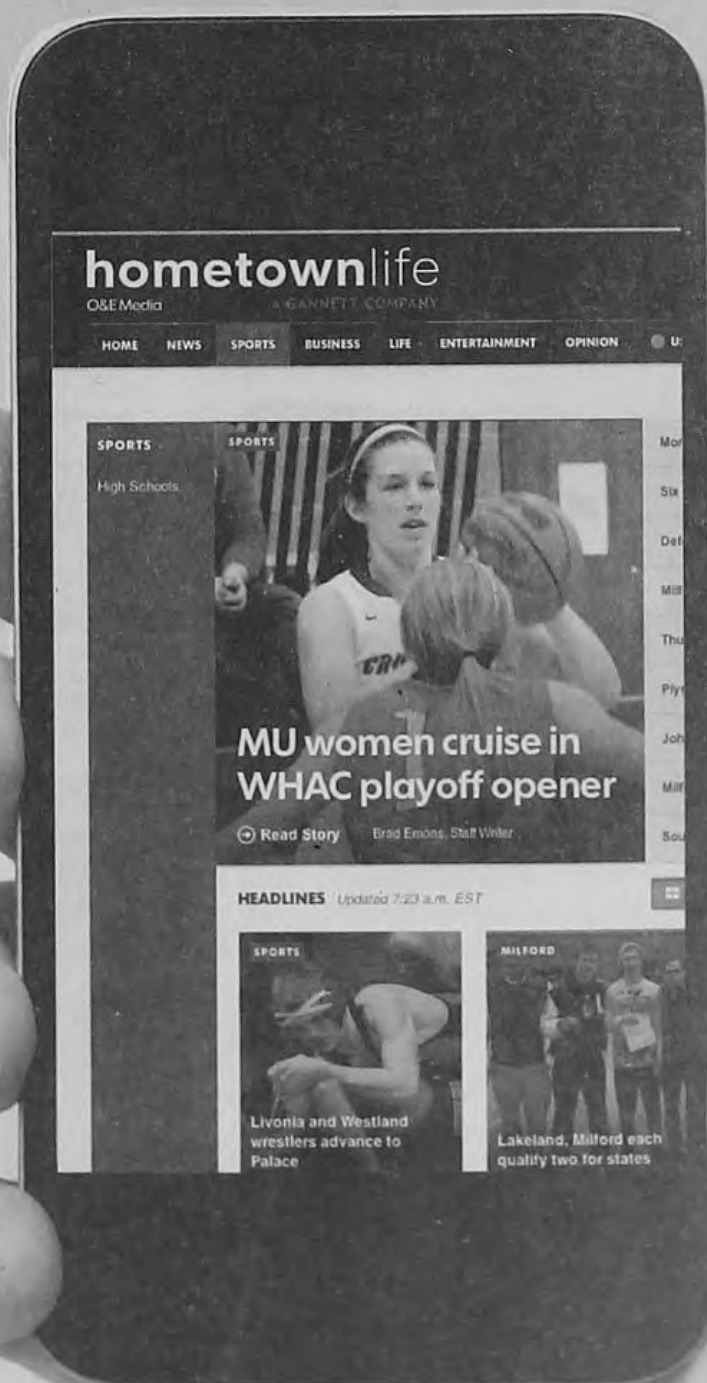 hometownlife
O&E Media
A GANNETT COMPANY
HOME NEWS SPORTS BUSINESS LIFE ENTERTAINMENT OPINION
SPORTS
High Schools
SPORTS
MU women cruise in
WHAC playoff opener
Read Story Brad Emons, Staff Writer
Six
HEADLINES Updated 7:23 a.m. EST
SPORTS
Livonia and Westland
wrestlers advance to
Palace
MILFORD
Lakeland, Milford each
qualify two for states